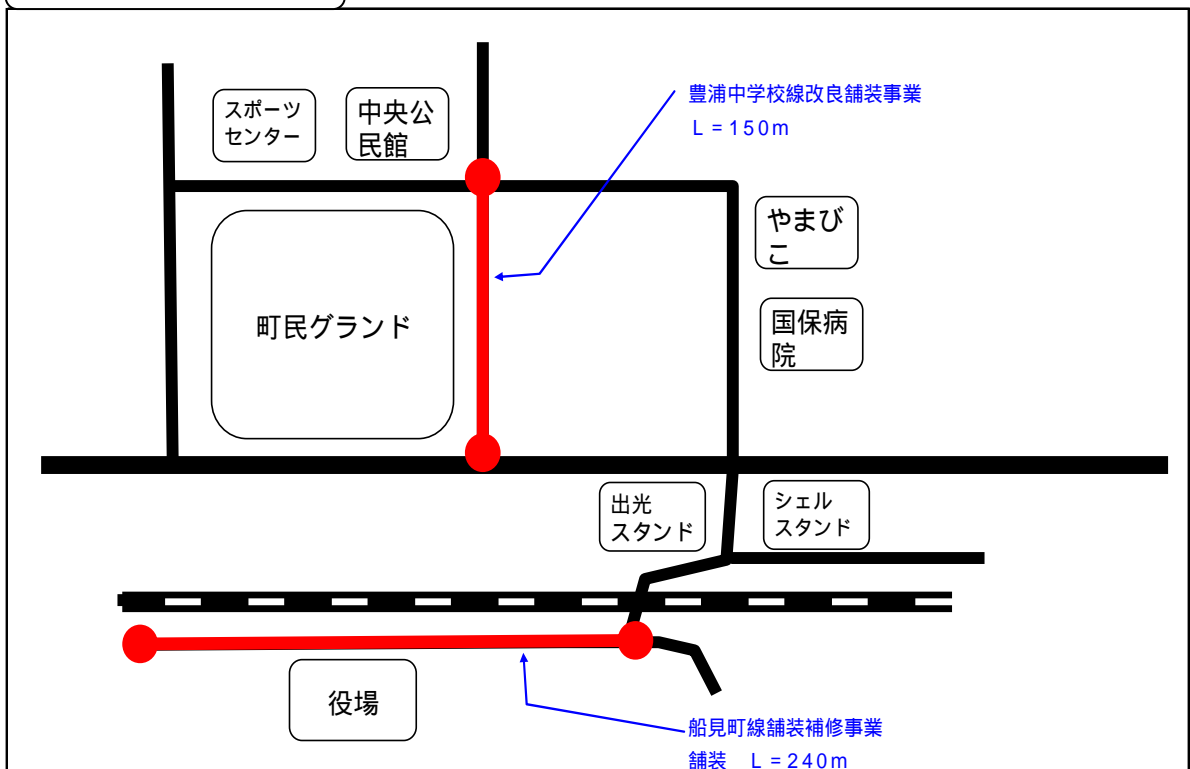 豊浦中学校線改良舗装事業
L=150m
スポーツ
センター
中央公
民館
やまび
こ
町民グランド
国保病
院
出光
スタンド
シェル
スタンド
役場
船見町線舗装補修事業
舗装 L=240m